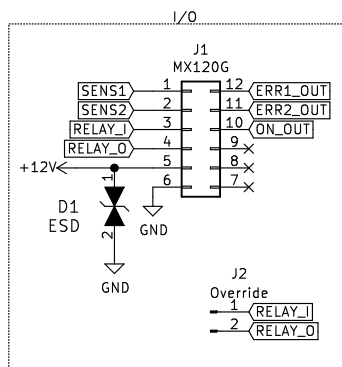 I/O
J1
MX120G
SENS1 1 12 ERR1_OUT
SENS2 2 11 ERR2_OUT
RELAY_I 3 10 ON_OUT
RELAY_O 4 9
+12V 5 8
6 7
1
D1
ESD
2
GND
GND
J2
Override
1 RELAY_I
2 RELAY_O